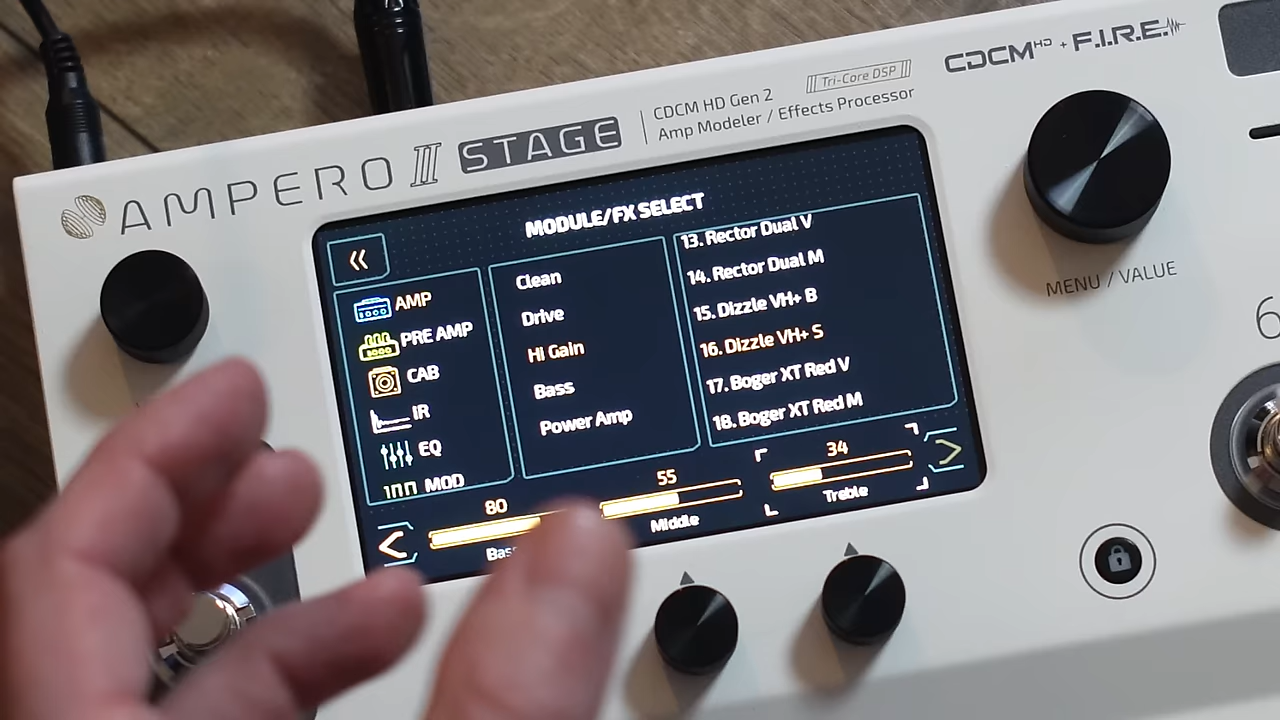 CDCM HD + F.I.R.E.
Tri-Core DSP
CDCM HD Gen 2
Amp Modeler / Effects Processor
AMPERO II STAGE
MODULE/FX SELECT
AMP
PRE AMP
CAB
IR
EQ
MOD
Clean
Drive
Hi Gain
Bass
Power Amp
13. Rector Dual V
14. Rector Dual M
15. Dizzle VH+ B
16. Dizzle VH+ S
17. Boger XT Red V
18. Boger XT Red M
80
55
Middle
34
Treble
MENU / VALUE
6